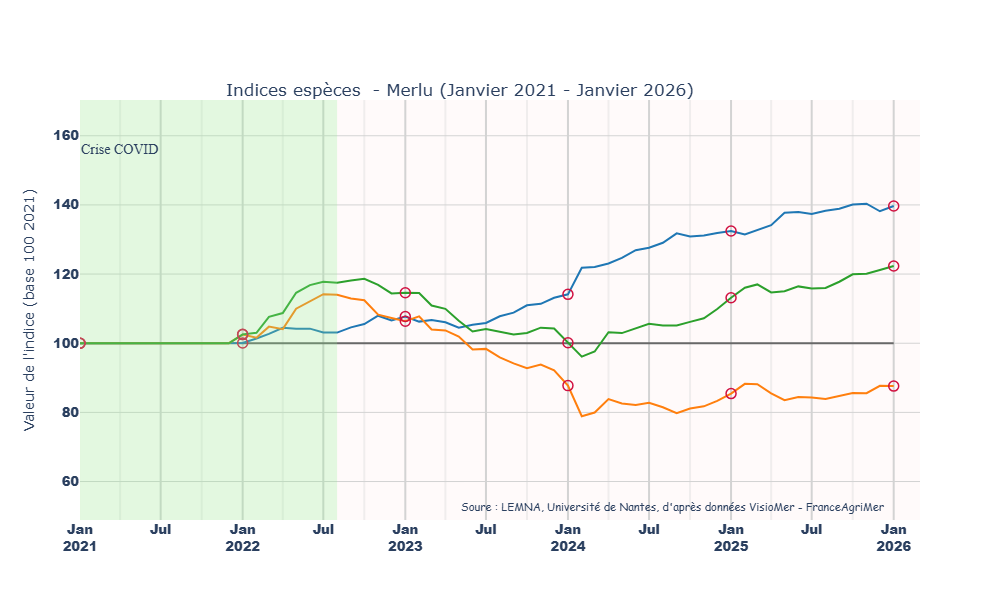 Indices espèces  - Merlu (Janvier 2021 - Janvier 2026)
Valeur de l'indice (base 100 2021)
160
140
120
100
80
60
Crise COVID
Soure : LEMNA, Université de Nantes, d'après données VisioMer - FranceAgriMer
Jan Jul Jan Jul Jan Jul Jan Jul Jan Jul Jan
2021 2022 2023 2024 2025 2026